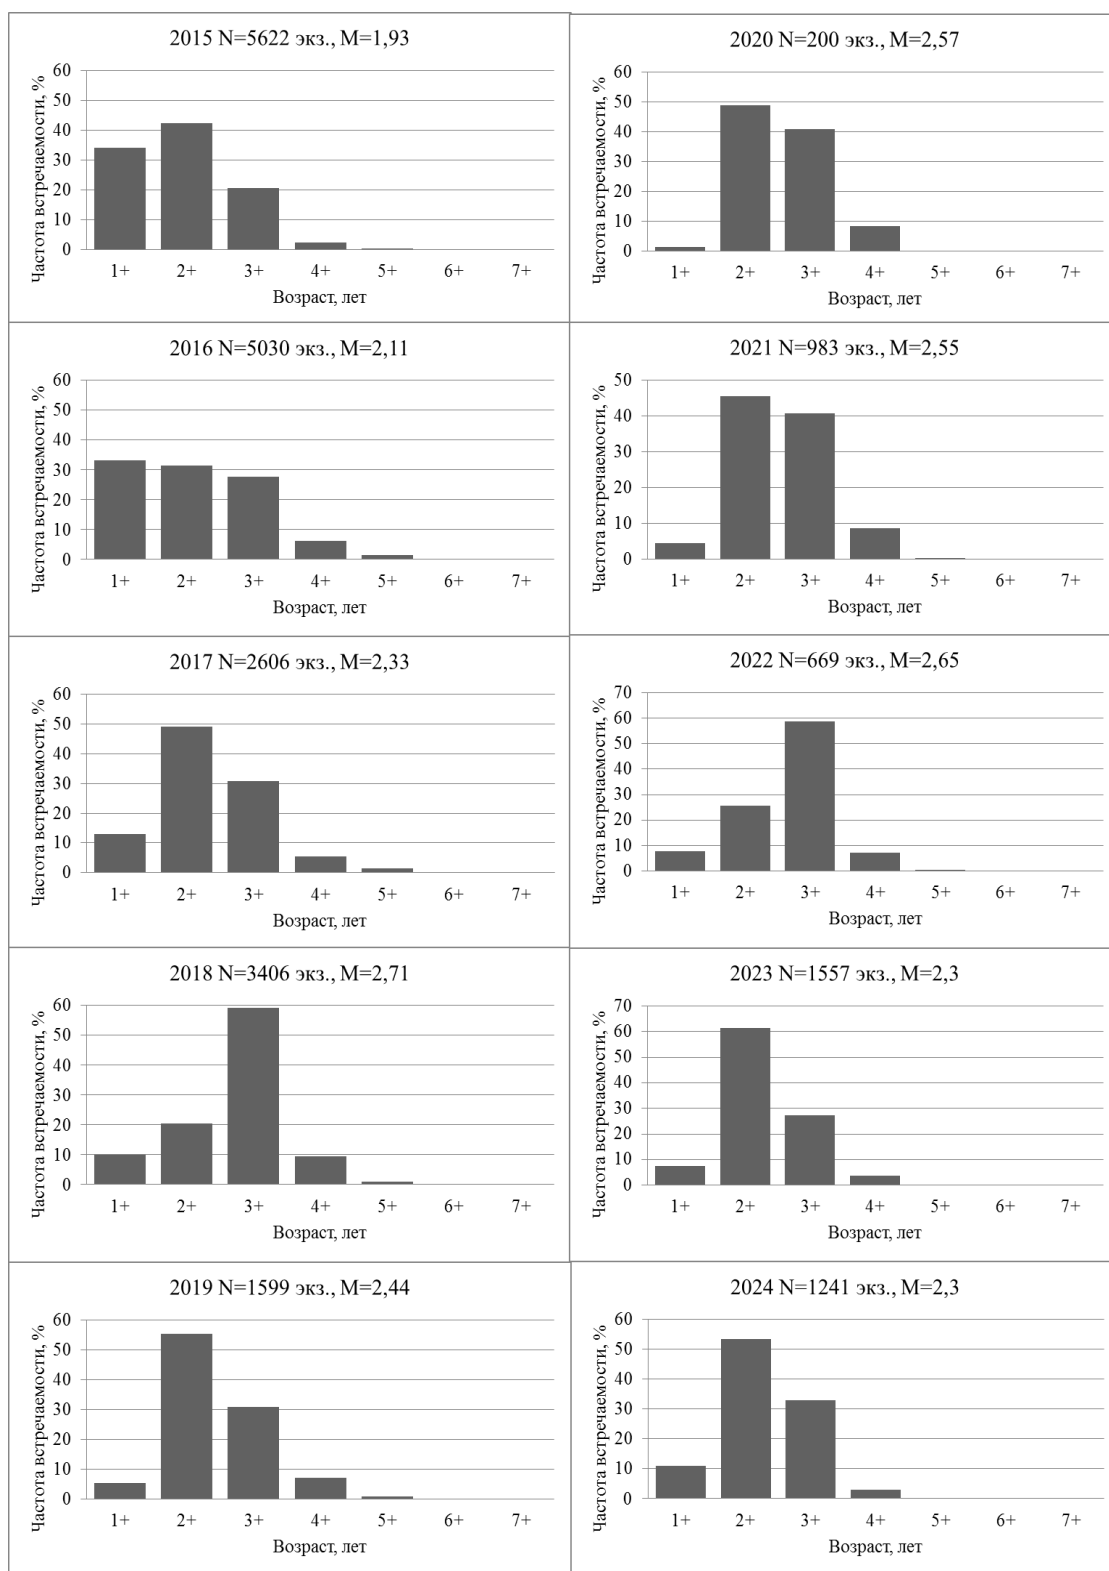 2015 N=5622 экз., M=1,93
Частота встречаемости, %
60
50
40
30
20
10
0
1+ 2+ 3+ 4+ 5+ 6+ 7+
Возраст, лет
2020 N=200 экз., M=2,57
Частота встречаемости, %
60
50
40
30
20
10
0
1+ 2+ 3+ 4+ 5+ 6+ 7+
Возраст, лет
2016 N=5030 экз., M=2,11
Частота встречаемости, %
60
50
40
30
20
10
0
1+ 2+ 3+ 4+ 5+ 6+ 7+
Возраст, лет
2021 N=983 экз., M=2,55
Частота встречаемости, %
50
40
30
20
10
0
1+ 2+ 3+ 4+ 5+ 6+ 7+
Возраст, лет
2017 N=2606 экз., M=2,33
Частота встречаемости, %
60
50
40
30
20
10
0
1+ 2+ 3+ 4+ 5+ 6+ 7+
Возраст, лет
2022 N=669 экз., M=2,65
Частота встречаемости, %
70
60
50
40
30
20
10
0
1+ 2+ 3+ 4+ 5+ 6+ 7+
Возраст, лет
2018 N=3406 экз., M=2,71
Частота встречаемости, %
60
50
40
30
20
10
0
1+ 2+ 3+ 4+ 5+ 6+ 7+
Возраст, лет
2023 N=1557 экз., M=2,3
Частота встречаемости, %
70
60
50
40
30
20
10
0
1+ 2+ 3+ 4+ 5+ 6+ 7+
Возраст, лет
2019 N=1599 экз., M=2,44
Частота встречаемости, %
60
50
40
30
20
10
0
1+ 2+ 3+ 4+ 5+ 6+ 7+
Возраст, лет
2024 N=1241 экз., M=2,3
Частота встречаемости, %
60
50
40
30
20
10
0
1+ 2+ 3+ 4+ 5+ 6+ 7+
Возраст, лет